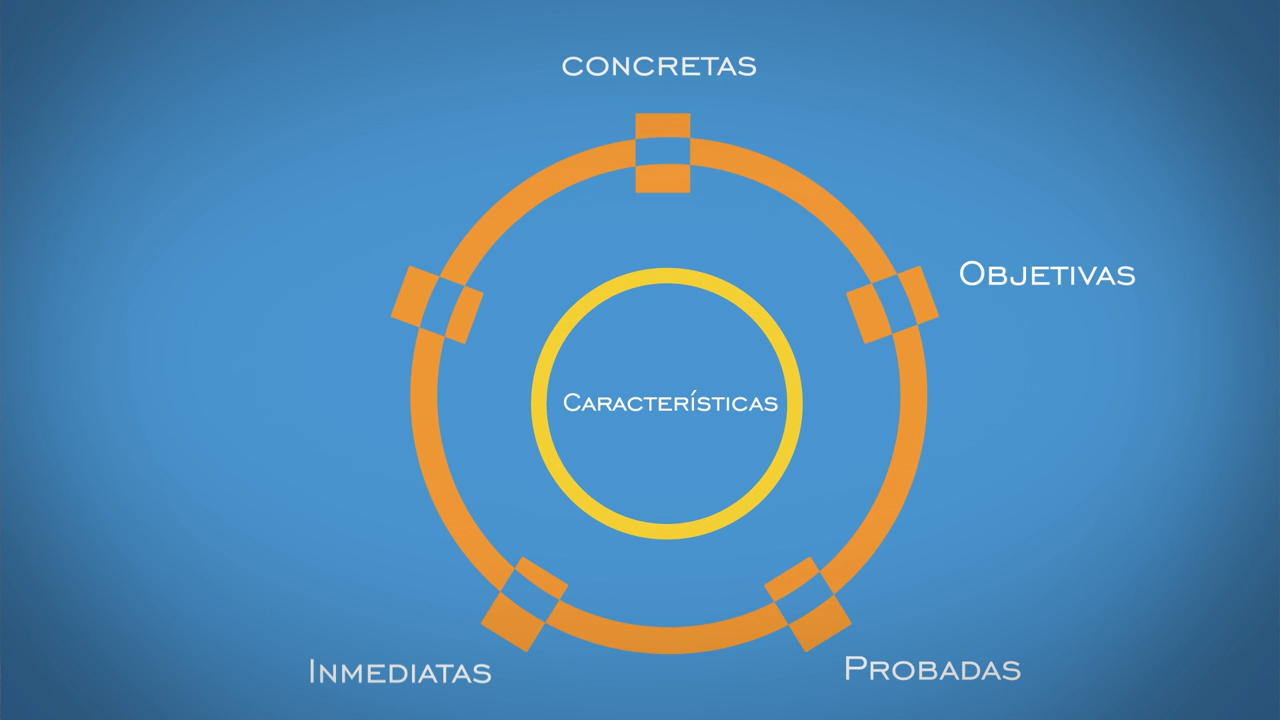 CONCRETAS
OBJETIVAS
CARACTERÍSTICAS
INMEDIATAS
PROBADAS